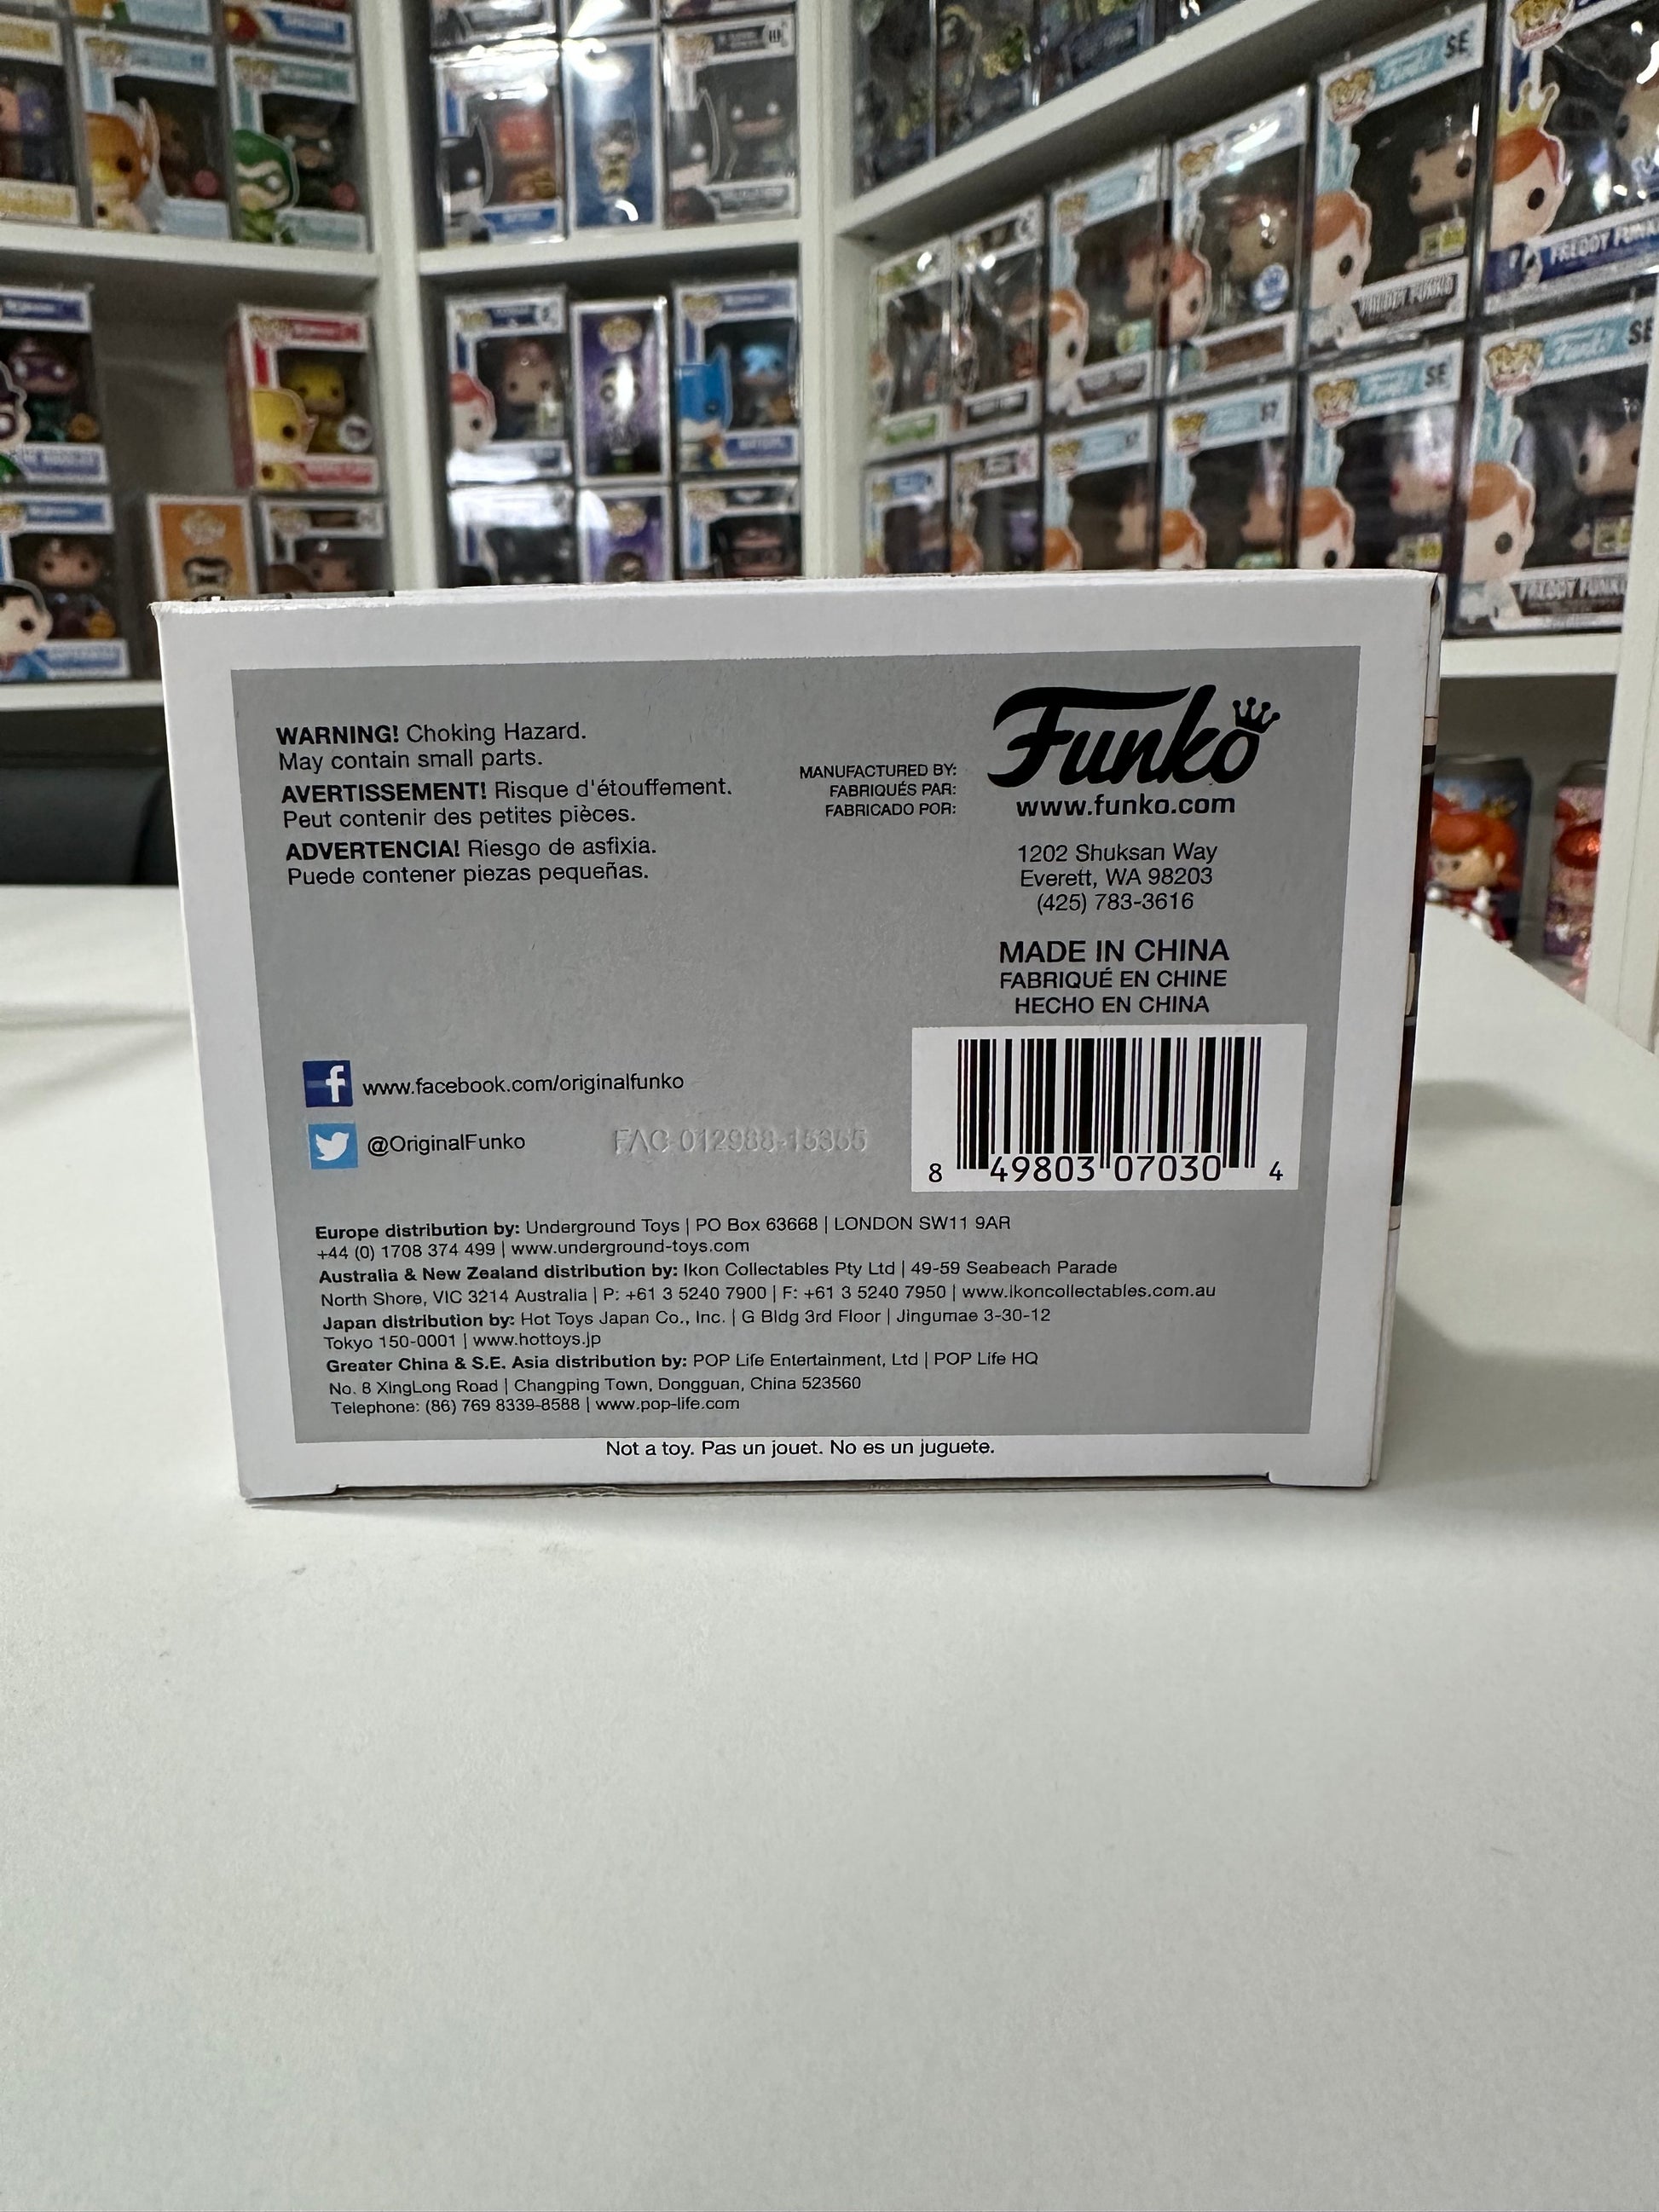 FREDDY FUNKO
SE
WARNING! Choking Hazard.
May contain small parts.
AVERTISSEMENT! Risque d'étouffement.
Peut contenir des petites pièces.
ADVERTENCIA! Riesgo de asfixia.
Puede contener piezas pequeñas.
MANUFACTURED BY:
FABRIQUÉS PAR:
FABRICADO POR:
Funko
www.funko.com
1202 Shuksan Way
Everett, WA 98203
(425) 783-3616
MADE IN CHINA
FABRIQUÉ EN CHINE
HECHO EN CHINA
www.facebook.com/originalfunko
@OriginalFunko
FAC-012988-15365
8 49803 07030 4
Europe distribution by: Underground Toys | PO Box 63668 | LONDON SW11 9AR
+44 (0) 1708 374 499 | www.underground-toys.com
Australia & New Zealand distribution by: Ikon Collectables Pty Ltd | 49-59 Seabeach Parade
North Shore, VIC 3214 Australia | P: +61 3 5240 7900 | F: +61 3 5240 7950 | www.ikoncollectables.com.au
Japan distribution by: Hot Toys Japan Co., Inc. | G Bldg 3rd Floor | Jingumae 3-30-12
Tokyo 150-0001 | www.hottoys.jp
Greater China & S.E. Asia distribution by: POP Life Entertainment, Ltd | POP Life HQ
No. 8 XingLong Road | Changping Town, Dongguan, China 523560
Telephone: (86) 769 8339-8588 | www.pop-life.com
Not a toy. Pas un jouet. No es un juguete.